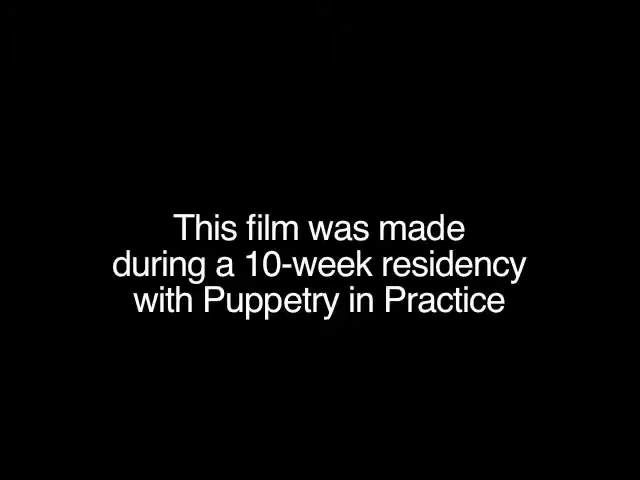 This film was made
during a 10-week residency
with Puppetry in Practice